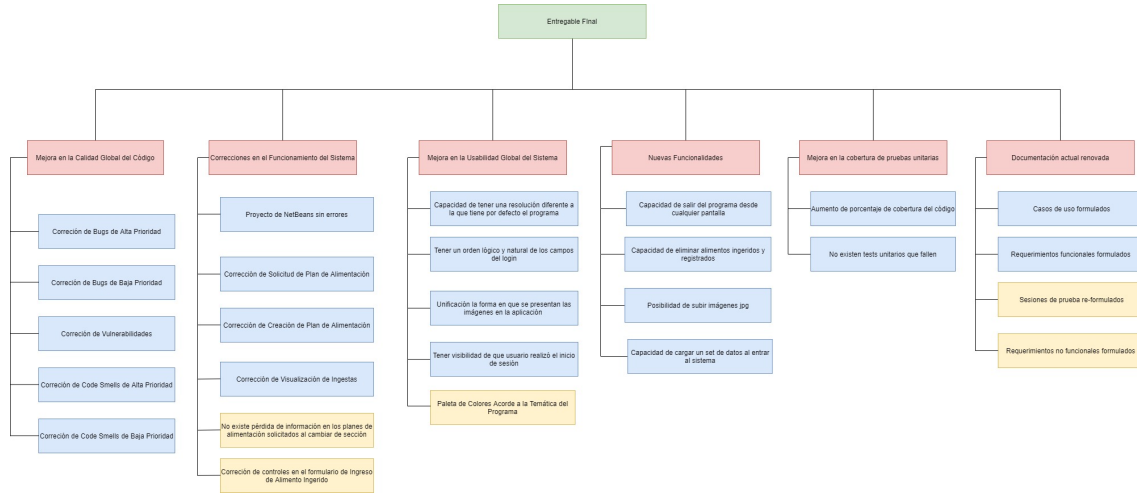 Entregable Final
Mejora en la Calidad Global del Código
Correciones en el Funcionamiento del Sistema
Mejora en la Usabilidad Global del Sistema
Nuevas Funcionalidades
Mejora en la cobertura de pruebas unitarias
Documentación actual renovada
Correción de Bugs de Alta Prioridad
Correción de Bugs de Baja Prioridad
Correción de Vulnerabilidades
Correción de Code Smells de Alta Prioridad
Correción de Code Smells de Baja Prioridad
Proyecto de NetBeans sin errores
Corrección de Solicitud de Plan de Alimentación
Corrección de Creación de Plan de Alimentación
Corrección de Visualización de Ingestas
No existe pérdida de información en los planes de
alimentación solicitados al cambiar de sección
Correción de controles en el formulario de Ingreso
de Alimento Ingerido
Capacidad de tener una resolución diferente a
la que tiene por defecto el programa
Tener un orden lógico y natural de los campos
del login
Unificación la forma en que se presentan las
imágenes en la aplicación
Tener visibilidad de que usuario realizó el inicio
de sesión
Paleta de Colores Acorde a la Temática del
Programa
Capacidad de salir del programa desde
cualquier pantalla
Capacidad de eliminar alimentos ingeridos y
registrados
Posibilidad de subir imágenes jpg
Capacidad de cargar un set de datos al entrar
al sistema
Aumento de porcentaje de cobertura del código
No existen tests unitarios que fallen
Casos de uso formulados
Requerimientos funcionales formulados
Sesiones de prueba re-formulados
Requerimientos no funcionales formulados